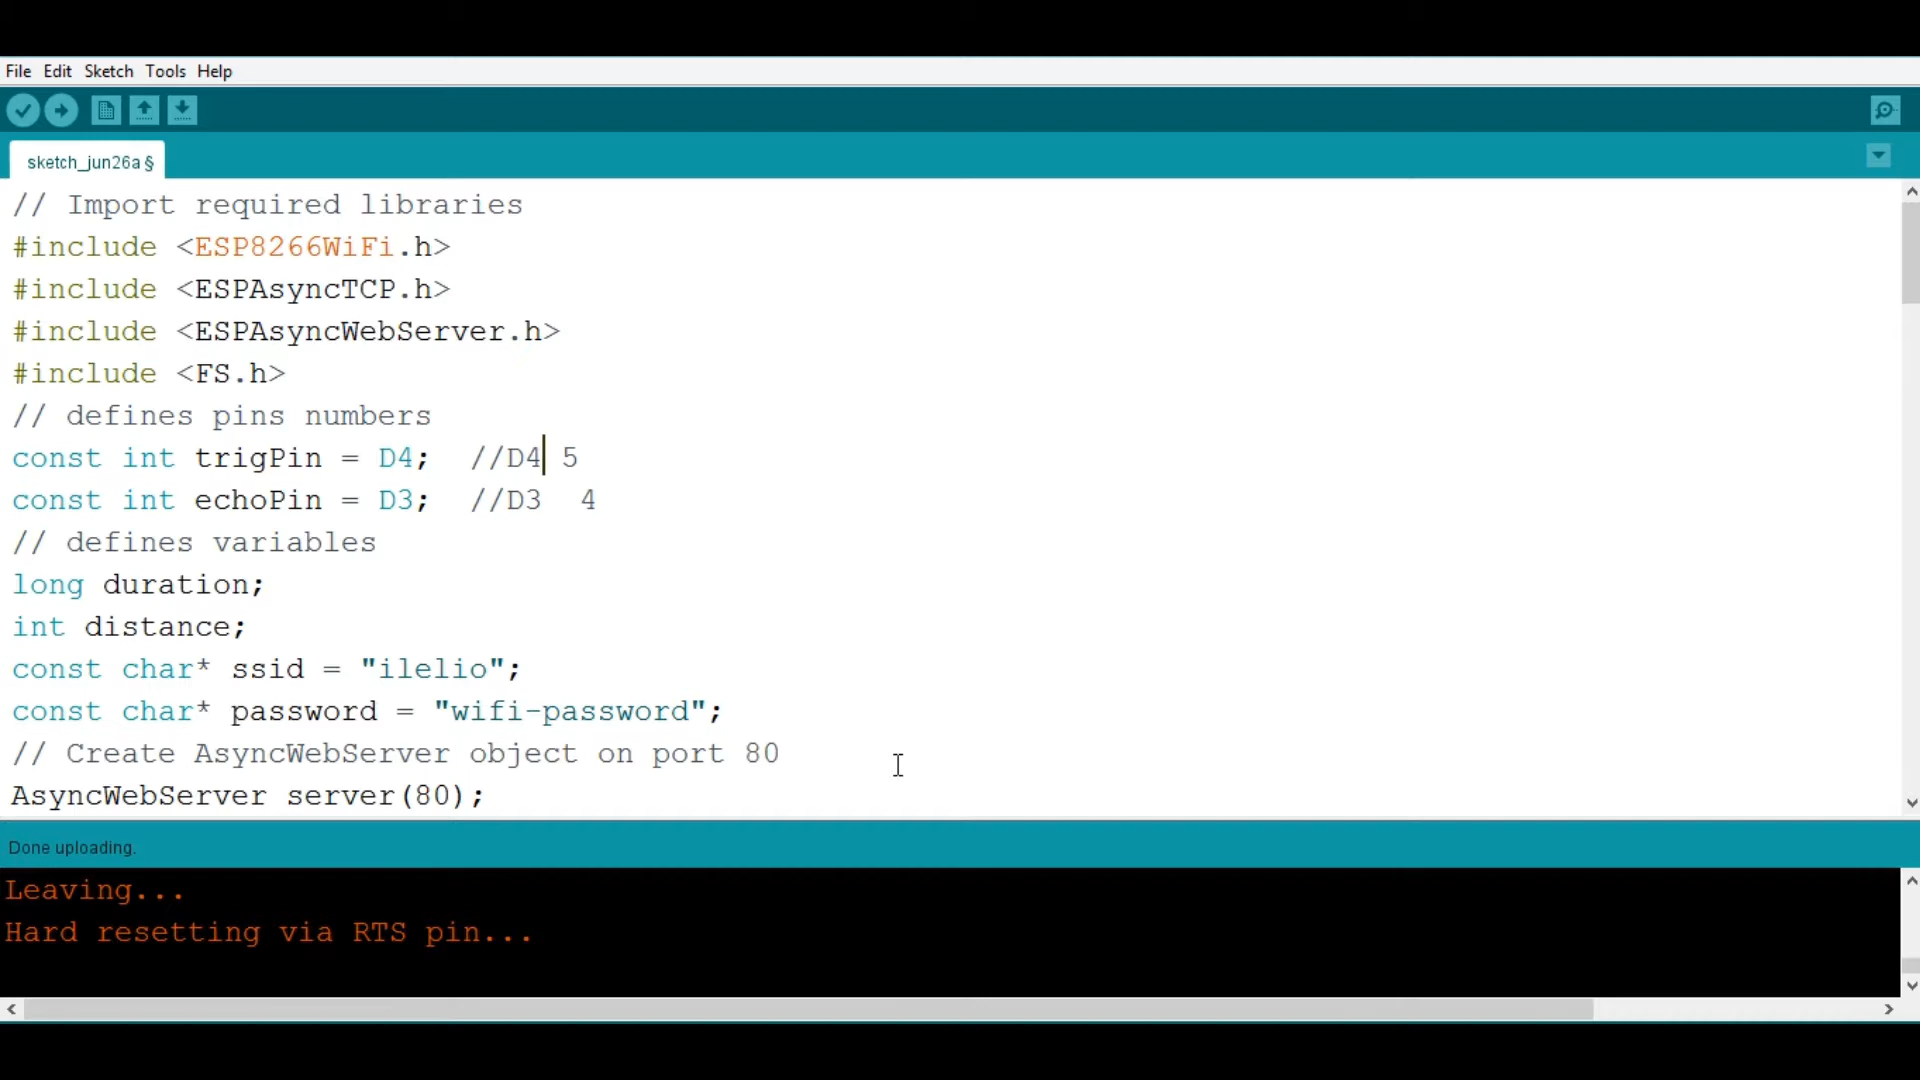 File Edit Sketch Tools Help
sketch_jun26a §
// Import required libraries
#include <ESP8266WiFi.h>
#include <ESPAsyncTCP.h>
#include <ESPAsyncWebServer.h>
#include <FS.h>
// defines pins numbers
const int trigPin = D4;  //D4 5
const int echoPin = D3;  //D3  4
// defines variables
long duration;
int distance;
const char* ssid = "ilelio";
const char* password = "wifi-password";
// Create AsyncWebServer object on port 80
AsyncWebServer server(80);
Done uploading.
Leaving...
Hard resetting via RTS pin...